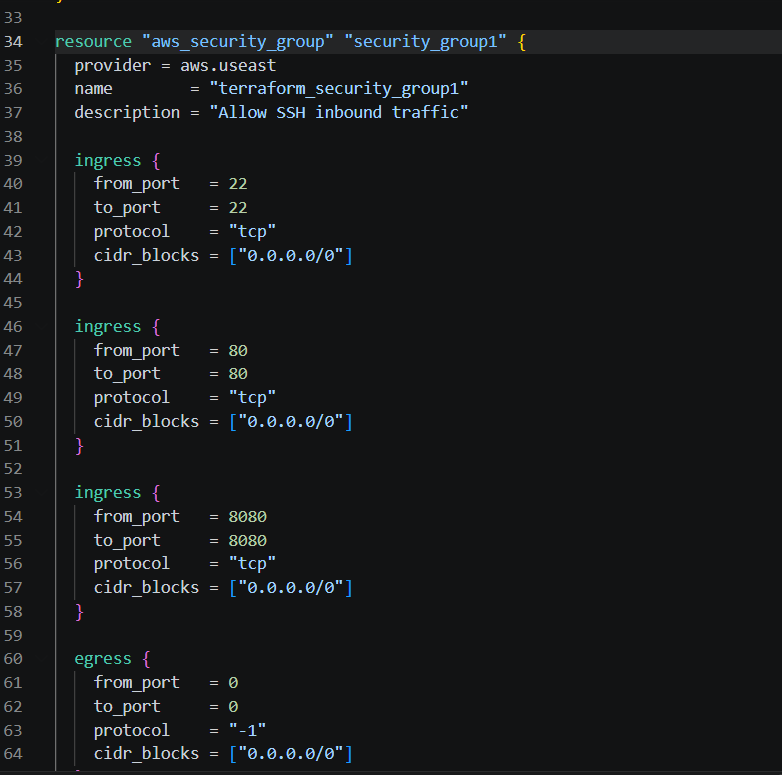 33
34 resource "aws_security_group" "security_group1" {
35 provider = aws.useast
36 name        = "terraform_security_group1"
37 description = "Allow SSH inbound traffic"
38
39 ingress {
40 from_port   = 22
41 to_port     = 22
42 protocol    = "tcp"
43 cidr_blocks = ["0.0.0.0/0"]
44 }
45
46 ingress {
47 from_port   = 80
48 to_port     = 80
49 protocol    = "tcp"
50 cidr_blocks = ["0.0.0.0/0"]
51 }
52
53 ingress {
54 from_port   = 8080
55 to_port     = 8080
56 protocol    = "tcp"
57 cidr_blocks = ["0.0.0.0/0"]
58 }
59
60 egress {
61 from_port   = 0
62 to_port     = 0
63 protocol    = "-1"
64 cidr_blocks = ["0.0.0.0/0"]